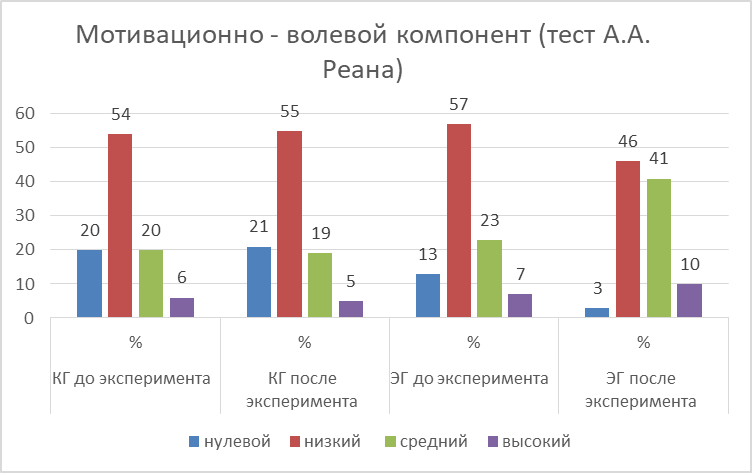 Мотивационно - волевой компонент (тест А.А.
Реана)
60
50
40
30
20
10
0
20 54 20 6
21 55 19 5
13 57 23 7
3 46 41 10
% % % %
КГ до эксперимента
КГ после
эксперимента
ЭГ до эксперимента
ЭГ после
эксперимента
нулевой низкий средний высокий